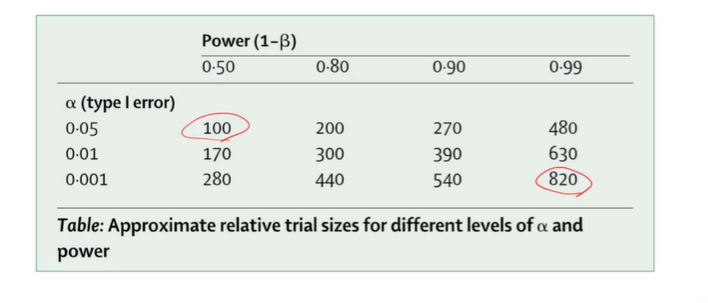 Power (1–β)
0·50 0·80 0·90 0·99
α (type I error)
0·05 100 200 270 480
0·01 170 300 390 630
0·001 280 440 540 820
Table: Approximate relative trial sizes for different levels of α and
power